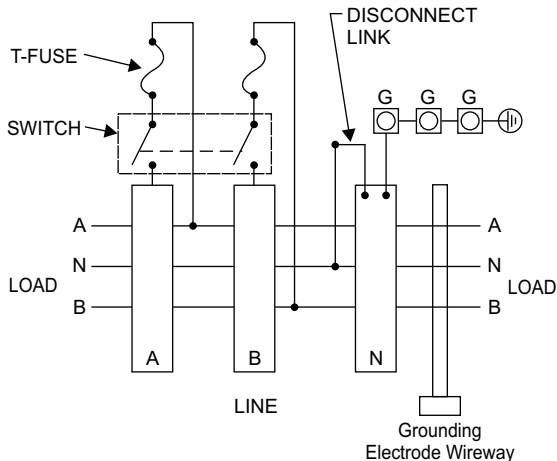 DISCONNECT
LINK
T-FUSE
G G G
SWITCH
A A
N N
LOAD LOAD
B B
A B N
LINE
Grounding
Electrode Wireway